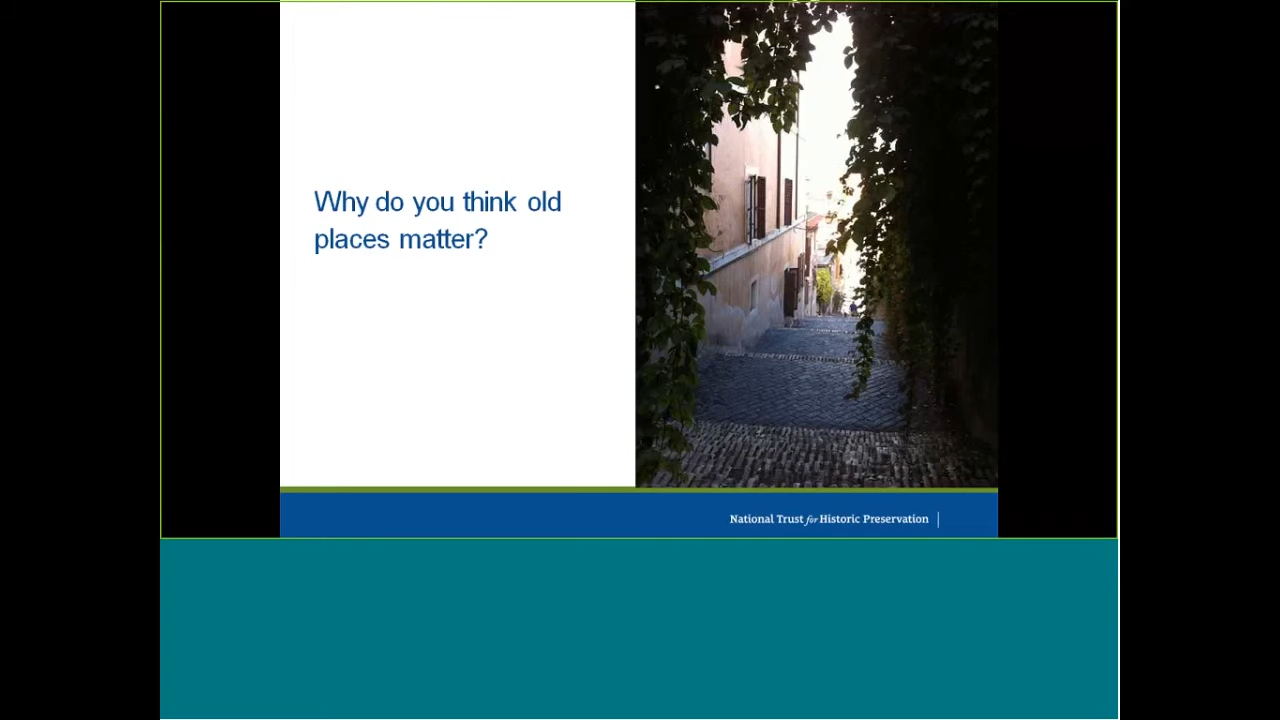 Why do you think old
places matter?
National Trust for Historic Preservation